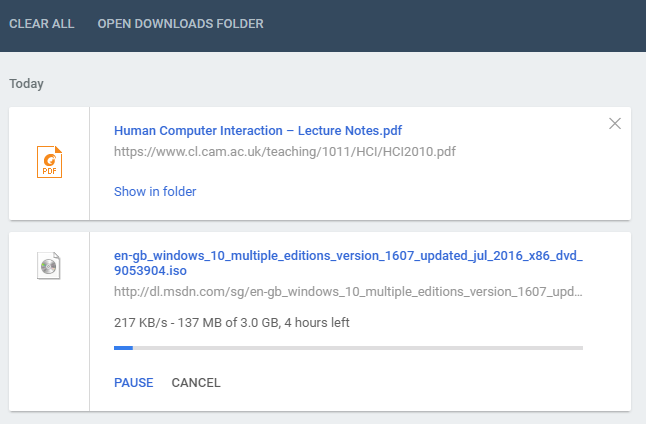 CLEAR ALL OPEN DOWNLOADS FOLDER
Today
Human Computer Interaction – Lecture Notes.pdf
https://www.cl.cam.ac.uk/teaching/1011/HCI/HCI2010.pdf
PDF
Show in folder
en-gb_windows_10_multiple_editions_version_1607_updated_jul_2016_x86_dvd_
9053904.iso
http://dl.msdn.com/sg/en-gb_windows_10_multiple_editions_version_1607_upd...
217 KB/s - 137 MB of 3.0 GB, 4 hours left
PAUSE CANCEL